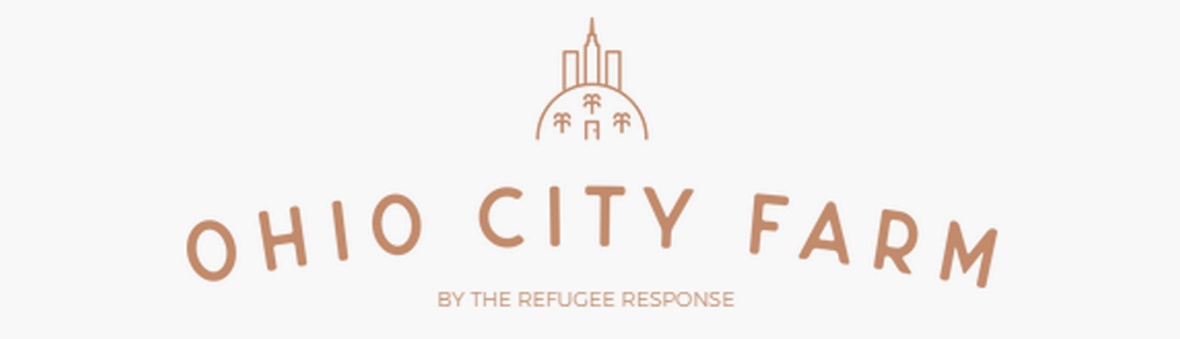 OHIO CITY FARM
BY THE REFUGEE RESPONSE